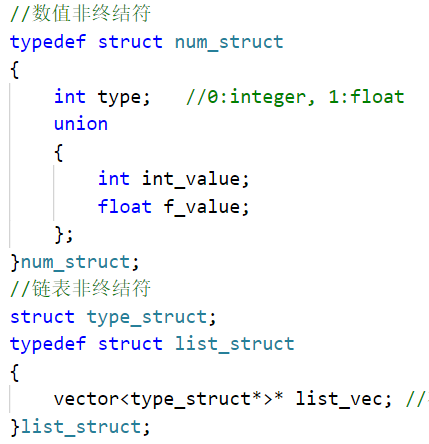 //数值非终结符
typedef struct num_struct
{
    int type;   //0:integer, 1:float
    union
    {
        int int_value;
        float f_value;
    };
}num_struct;
//链表非终结符
struct type_struct;
typedef struct list_struct
{
    vector<type_struct*>* list_vec; //
}list_struct;